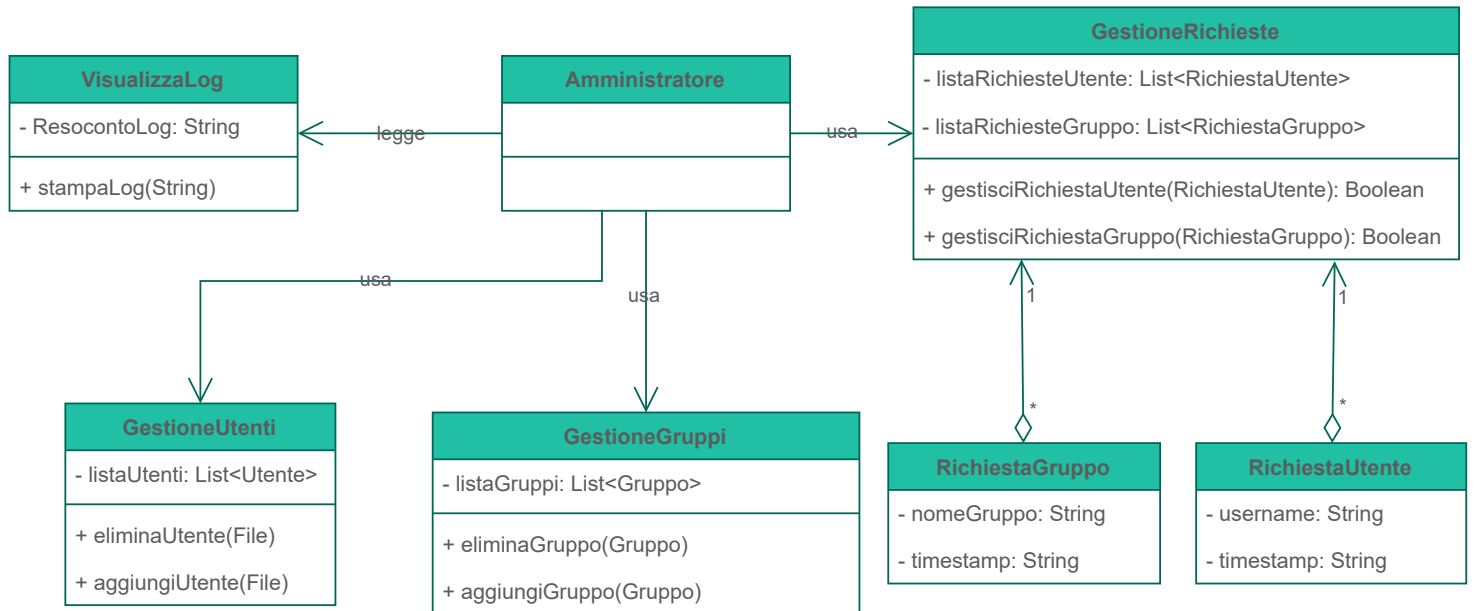 VisualizzaLog
- ResocontoLog: String
+ stampaLog(String)
legge
Amministratore
usa
GestioneRichieste
- listaRichiesteUtente: List<RichiestaUtente>
- listaRichiesteGruppo: List<RichiestaGruppo>
+ gestisciRichiestaUtente(RichiestaUtente): Boolean
+ gestisciRichiestaGruppo(RichiestaGruppo): Boolean
usa
usa
1
1
*
*
GestioneUtenti
- listaUtenti: List<Utente>
+ eliminaUtente(File)
+ aggiungiUtente(File)
GestioneGruppi
- listaGruppi: List<Gruppo>
+ eliminaGruppo(Gruppo)
+ aggiungiGruppo(Gruppo)
RichiestaGruppo
- nomeGruppo: String
- timestamp: String
RichiestaUtente
- username: String
- timestamp: String